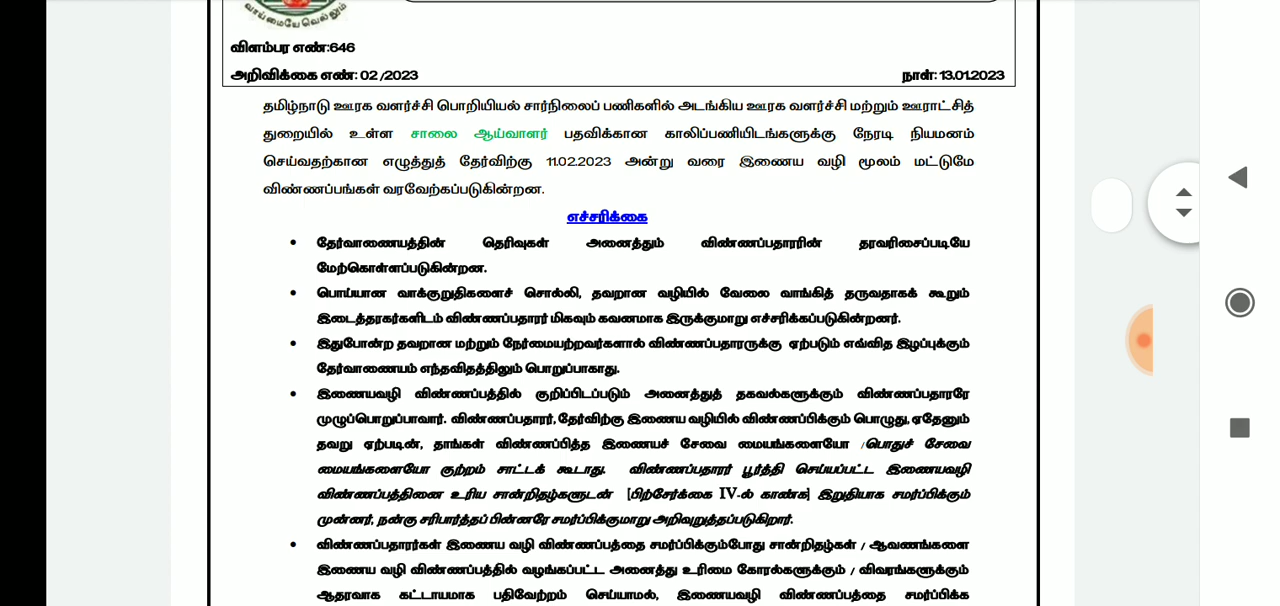 வாய்மையே வெல்லும்
விளம்பர எண்:646
அறிவிக்கை எண்: 02 /2023 நாள்: 13.01.2023
தமிழ்நாடு ஊரக வளர்ச்சி பொறியியல் சார்நிலைப் பணிகளில் அடங்கிய ஊரக வளர்ச்சி மற்றும் ஊராட்சித்
துறையில் உள்ள சாலை ஆய்வாளர் பதவிக்கான காலிப்பணியிடங்களுக்கு நேரடி நியமனம்
செய்வதற்கான எழுத்துத் தேர்விற்கு 11.02.2023 அன்று வரை இணைய வழி மூலம் மட்டுமே
விண்ணப்பங்கள் வரவேற்கப்படுகின்றன.
எச்சரிக்கை
• தேர்வாணையத்தின் தெரிவுகள் அனைத்தும் விண்ணப்பதாரரின் தரவரிசைப்படியே
மேற்கொள்ளப்படுகின்றன.
• பொய்யான வாக்குறுதிகளைச் சொல்லி, தவறான வழியில் வேலை வாங்கித் தருவதாகக் கூறும்
இடைத்தரகர்களிடம் விண்ணப்பதாரர் மிகவும் கவனமாக இருக்குமாறு எச்சரிக்கப்படுகின்றனர்.
• இதுபோன்ற தவறான மற்றும் நேர்மையற்றவர்களால் விண்ணப்பதாரருக்கு ஏற்படும் எவ்வித இழப்புக்கும்
தேர்வாணையம் எந்தவிதத்திலும் பொறுப்பாகாது.
• இணையவழி விண்ணப்பத்தில் குறிப்பிடப்படும் அனைத்துத் தகவல்களுக்கும் விண்ணப்பதாரரே
முழுப்பொறுப்பாவார். விண்ணப்பதாரர், தேர்விற்கு இணைய வழியில் விண்ணப்பிக்கும் பொழுது, ஏதேனும்
தவறு ஏற்படின், தாங்கள் விண்ணப்பித்த இணையச் சேவை மையங்களையோ /பொதுச் சேவை
மையங்களையோ குற்றம் சாட்டக் கூடாது. விண்ணப்பதாரர் பூர்த்தி செய்யப்பட்ட இணையவழி
விண்ணப்பத்தினை உரிய சான்றிதழ்களுடன் [பிற்சேர்க்கை IV-ல் காண்க] இறுதியாக சமர்ப்பிக்கும்
முன்னர், நன்கு சரிபார்த்தப் பின்னரே சமர்ப்பிக்குமாறு அறிவுறுத்தப்படுகிறார்.
• விண்ணப்பதாரர்கள் இணைய வழி விண்ணப்பத்தை சமர்ப்பிக்கும்போது சான்றிதழ்கள் / ஆவணங்களை
இணைய வழி விண்ணப்பத்தில் வழங்கப்பட்ட அனைத்து உரிமை கோரல்களுக்கும் / விவரங்களுக்கும்
ஆதரவாக கட்டாயமாக பதிவேற்றம் செய்யாமல், இணையவழி விண்ணப்பத்தை சமர்ப்பிக்க